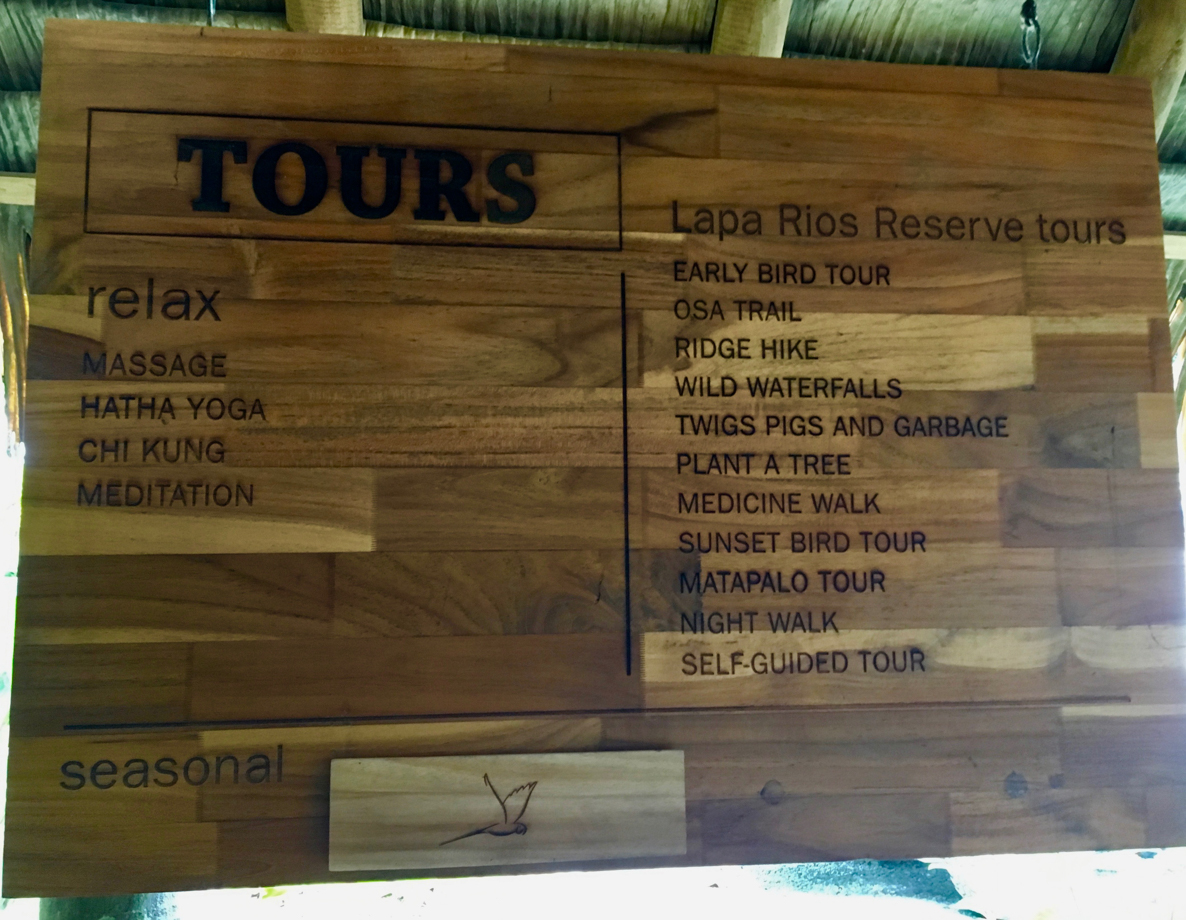 TOURS
relax
MASSAGE
HATHA YOGA
CHI KUNG
MEDITATION
Lapa Rios Reserve tours
EARLY BIRD TOUR
OSA TRAIL
RIDGE HIKE
WILD WATERFALLS
TWIGS PIGS AND GARBAGE
PLANT A TREE
MEDICINE WALK
SUNSET BIRD TOUR
MATAPALO TOUR
NIGHT WALK
SELF-GUIDED TOUR
seasonal